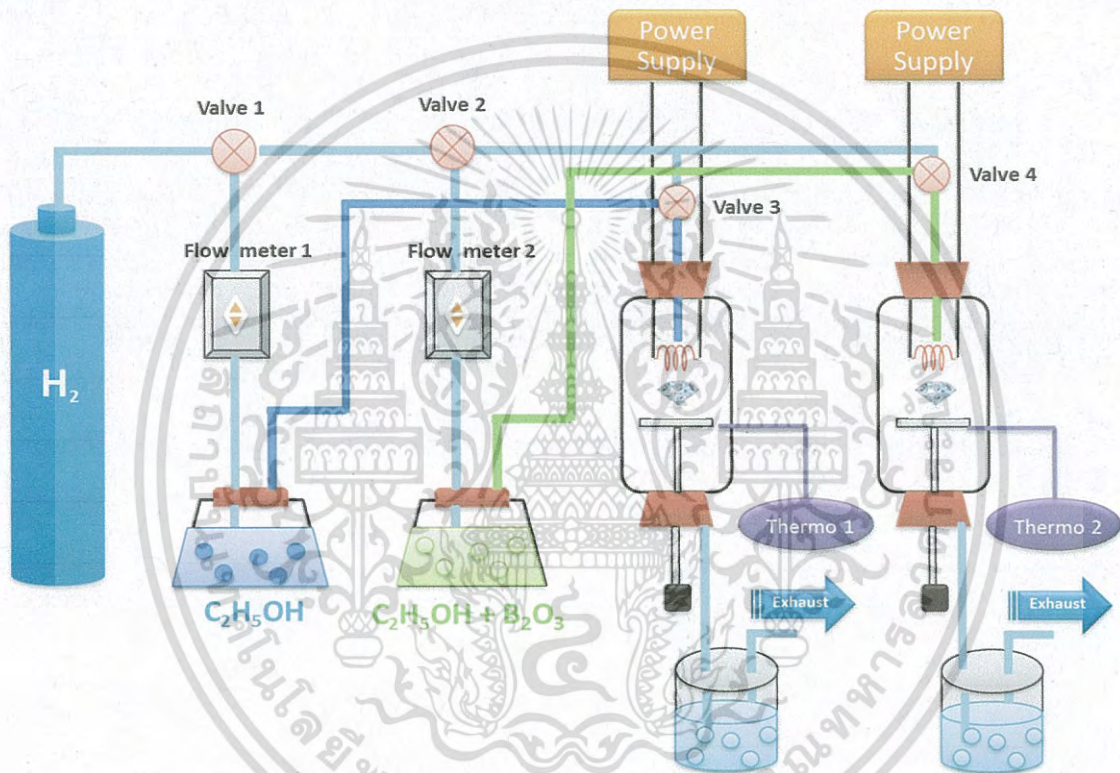 Power
Supply
Power
Supply
Valve 1
Valve 2
Valve 4
Valve 3
Flow meter 1
Flow meter 2
H₂
Thermo 1
Thermo 2
C₂H₅OH
C₂H₅OH + B₂O₃
Exhaust
Exhaust